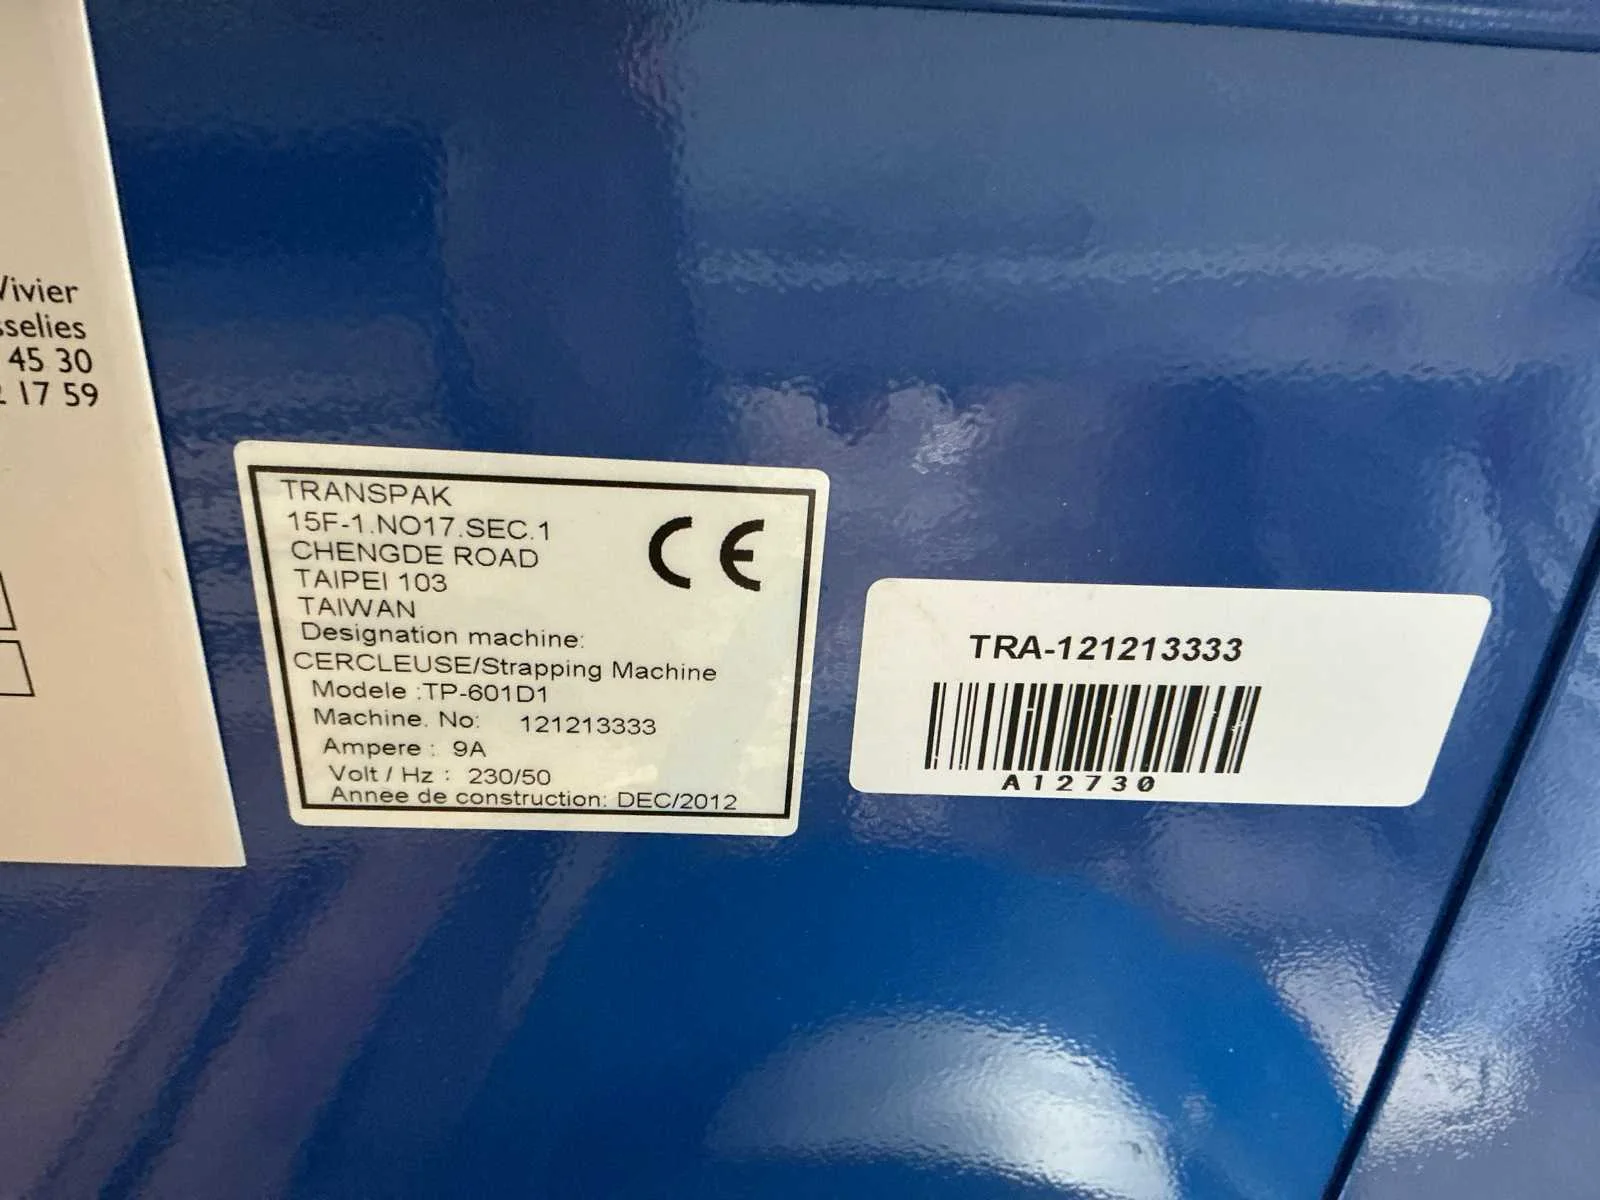 Vivier
sselies
45 30
17 59
TRANSPAK
15F-1.NO17.SEC.1
CHENGDE ROAD
TAIPEI 103
TAIWAN
CE
Designation machine:
CERCLEUSE/Strapping Machine
Modele :TP-601D1
Machine. No: 121213333
Ampere : 9A
Volt / Hz : 230/50
Annee de construction: DEC/2012
TRA-121213333
A12730